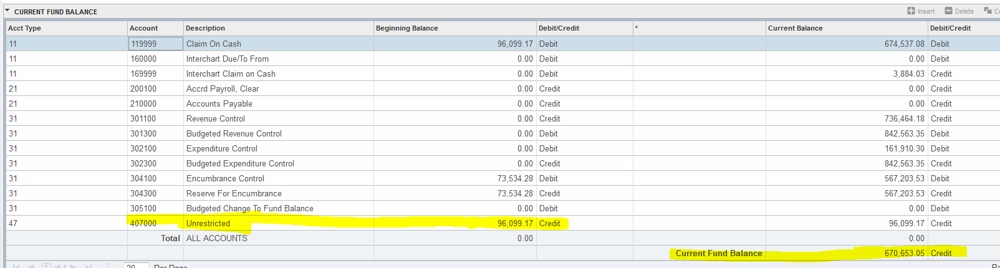 CURRENT FUND BALANCE Insert Delete
Acct Type Account Description Beginning Balance Debit/Credit * Current Balance Debit/Credit
11 119999 Claim On Cash 96,099.17 Debit 674,537.08 Debit
11 160000 Interchart Due/To From 0.00 Debit 0.00 Debit
11 169999 Interchart Claim on Cash 0.00 Debit 3,884.03 Credit
21 200100 Accrd Payroll, Clear 0.00 Credit 0.00 Credit
21 210000 Accounts Payable 0.00 Credit 0.00 Credit
31 301100 Revenue Control 0.00 Credit 736,464.18 Credit
31 301300 Budgeted Revenue Control 0.00 Debit 842,563.35 Debit
31 302100 Expenditure Control 0.00 Debit 161,910.30 Debit
31 302300 Budgeted Expenditure Control 0.00 Credit 842,563.35 Credit
31 304100 Encumbrance Control 73,534.28 Debit 567,203.53 Debit
31 304300 Reserve For Encumbrance 73,534.28 Credit 567,203.53 Credit
31 305100 Budgeted Change To Fund Balance 0.00 Debit 0.00 Debit
47 407000 Unrestricted 96,099.17 Credit 96,099.17 Credit
Total ALL ACCOUNTS 0.00 0.00
Current Fund Balance 670,653.05 Credit
1 of 1 20 Per Page